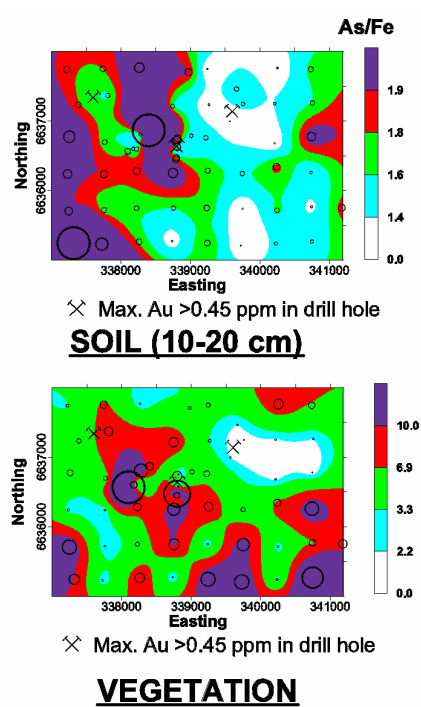 As/Fe
1.9
1.8
1.6
1.4
0.0
Northing
6637000
6636000
338000 339000 340000 341000
Easting
Max. Au >0.45 ppm in drill hole
SOIL (10-20 cm)
10.0
6.9
3.3
2.2
0.0
Northing
6637000
6636000
338000 339000 340000 341000
Easting
Max. Au >0.45 ppm in drill hole
VEGETATION